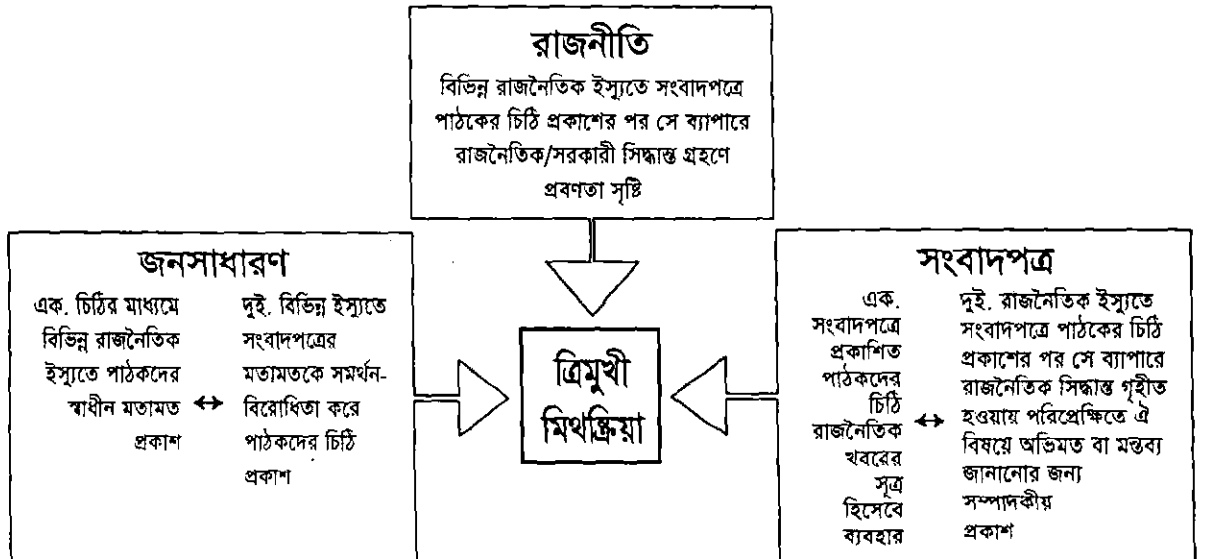 রাজনীতি
বিভিন্ন রাজনৈতিক ইস্যুতে সংবাদপত্রে
পাঠকের চিঠি প্রকাশের পর সে ব্যাপারে
রাজনৈতিক/সরকারী সিদ্ধান্ত গ্রহণে
প্রবণতা সৃষ্টি
জনসাধারণ
এক. চিঠির মাধ্যমে
বিভিন্ন রাজনৈতিক
ইস্যুতে পাঠকদের
স্বাধীন মতামত
প্রকাশ
↔
দুই. বিভিন্ন ইস্যুতে
সংবাদপত্রের
মতামতকে সমর্থন-
বিরোধিতা করে
পাঠকদের চিঠি
প্রকাশ
ত্রিমুখী
মিথষ্ক্রিয়া
সংবাদপত্র
এক.
সংবাদপত্রে
প্রকাশিত
পাঠকদের
চিঠি
রাজনৈতিক
খবরের
সূত্র
হিসেবে
ব্যবহার
↔
দুই. রাজনৈতিক ইস্যুতে
সংবাদপত্রে পাঠকের চিঠি
প্রকাশের পর সে ব্যাপারে
রাজনৈতিক সিদ্ধান্ত গৃহীত
হওয়ায় পরিপ্রেক্ষিতে ঐ
বিষয়ে অভিমত বা মন্তব্য
জানানোর জন্য
সম্পাদকীয়
প্রকাশ